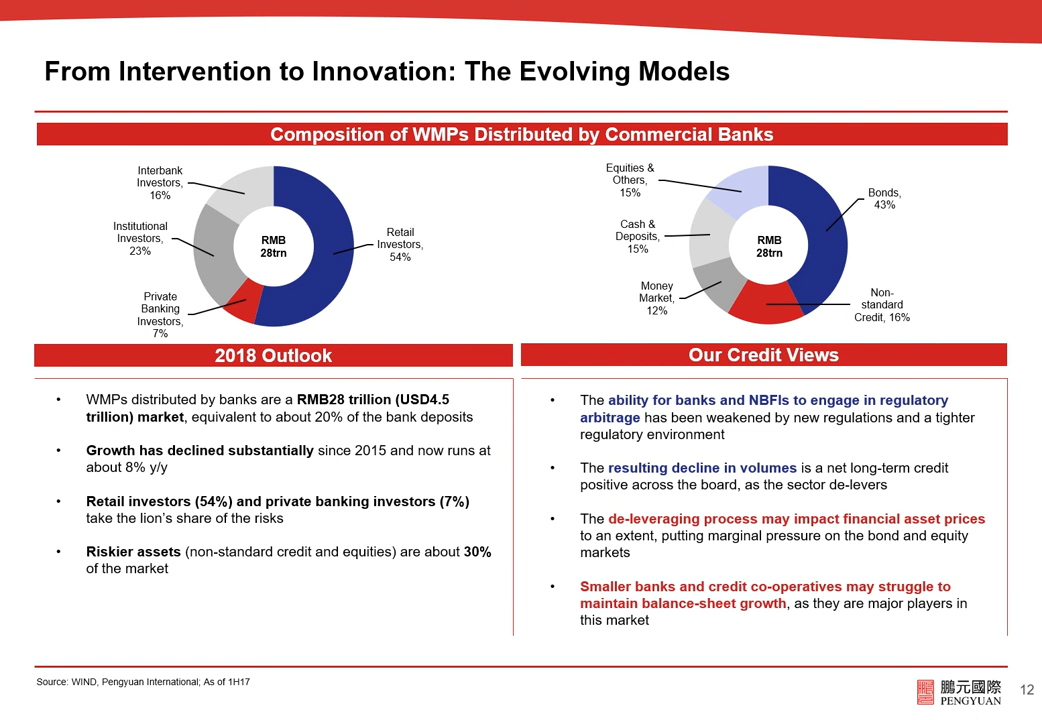 From Intervention to Innovation: The Evolving Models
Composition of WMPs Distributed by Commercial Banks
Interbank
Investors,
16%
Institutional
Investors,
23%
Private
Banking
Investors,
7%
RMB
28trn
Retail
Investors,
54%
Equities &
Others,
15%
Cash &
Deposits,
15%
Money
Market,
12%
RMB
28trn
Bonds,
43%
Non-
standard
Credit, 16%
2018 Outlook
• WMPs distributed by banks are a RMB28 trillion (USD4.5
trillion) market, equivalent to about 20% of the bank deposits
• Growth has declined substantially since 2015 and now runs at
about 8% y/y
• Retail investors (54%) and private banking investors (7%)
take the lion’s share of the risks
• Riskier assets (non-standard credit and equities) are about 30%
of the market
Our Credit Views
• The ability for banks and NBFIs to engage in regulatory
arbitrage has been weakened by new regulations and a tighter
regulatory environment
• The resulting decline in volumes is a net long-term credit
positive across the board, as the sector de-levers
• The de-leveraging process may impact financial asset prices
to an extent, putting marginal pressure on the bond and equity
markets
• Smaller banks and credit co-operatives may struggle to
maintain balance-sheet growth, as they are major players in
this market
Source: WIND, Pengyuan International; As of 1H17
鵬元國際
PENGYUAN
12